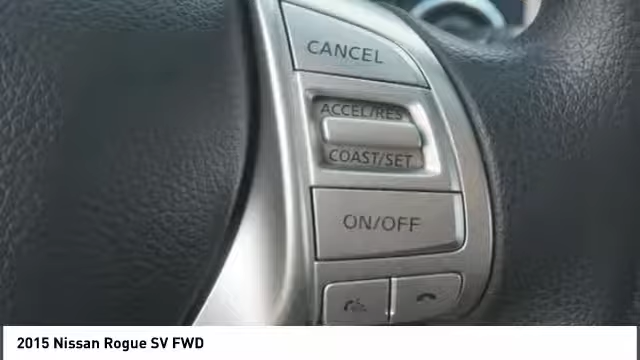 CANCEL
ACCEL/RES
COAST/SET
ON/OFF
2015 Nissan Rogue SV FWD